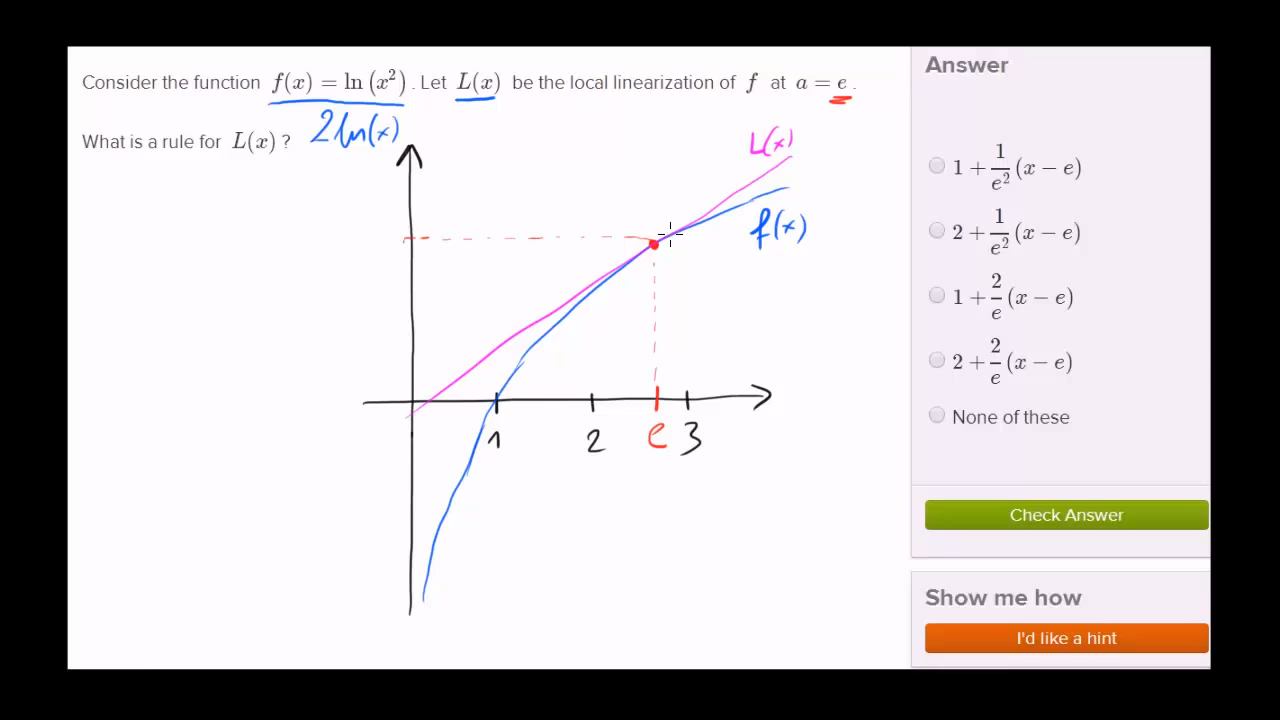 Consider the function f(x) = ln (x²). Let L(x) be the local linearization of f at a = e.
What is a rule for L(x) ?
2ln(x)
L(x)
f(x)
1 2 e 3
Answer
1 + 1/e² (x − e)
2 + 1/e² (x − e)
1 + 2/e (x − e)
2 + 2/e (x − e)
None of these
Check Answer
Show me how
I'd like a hint